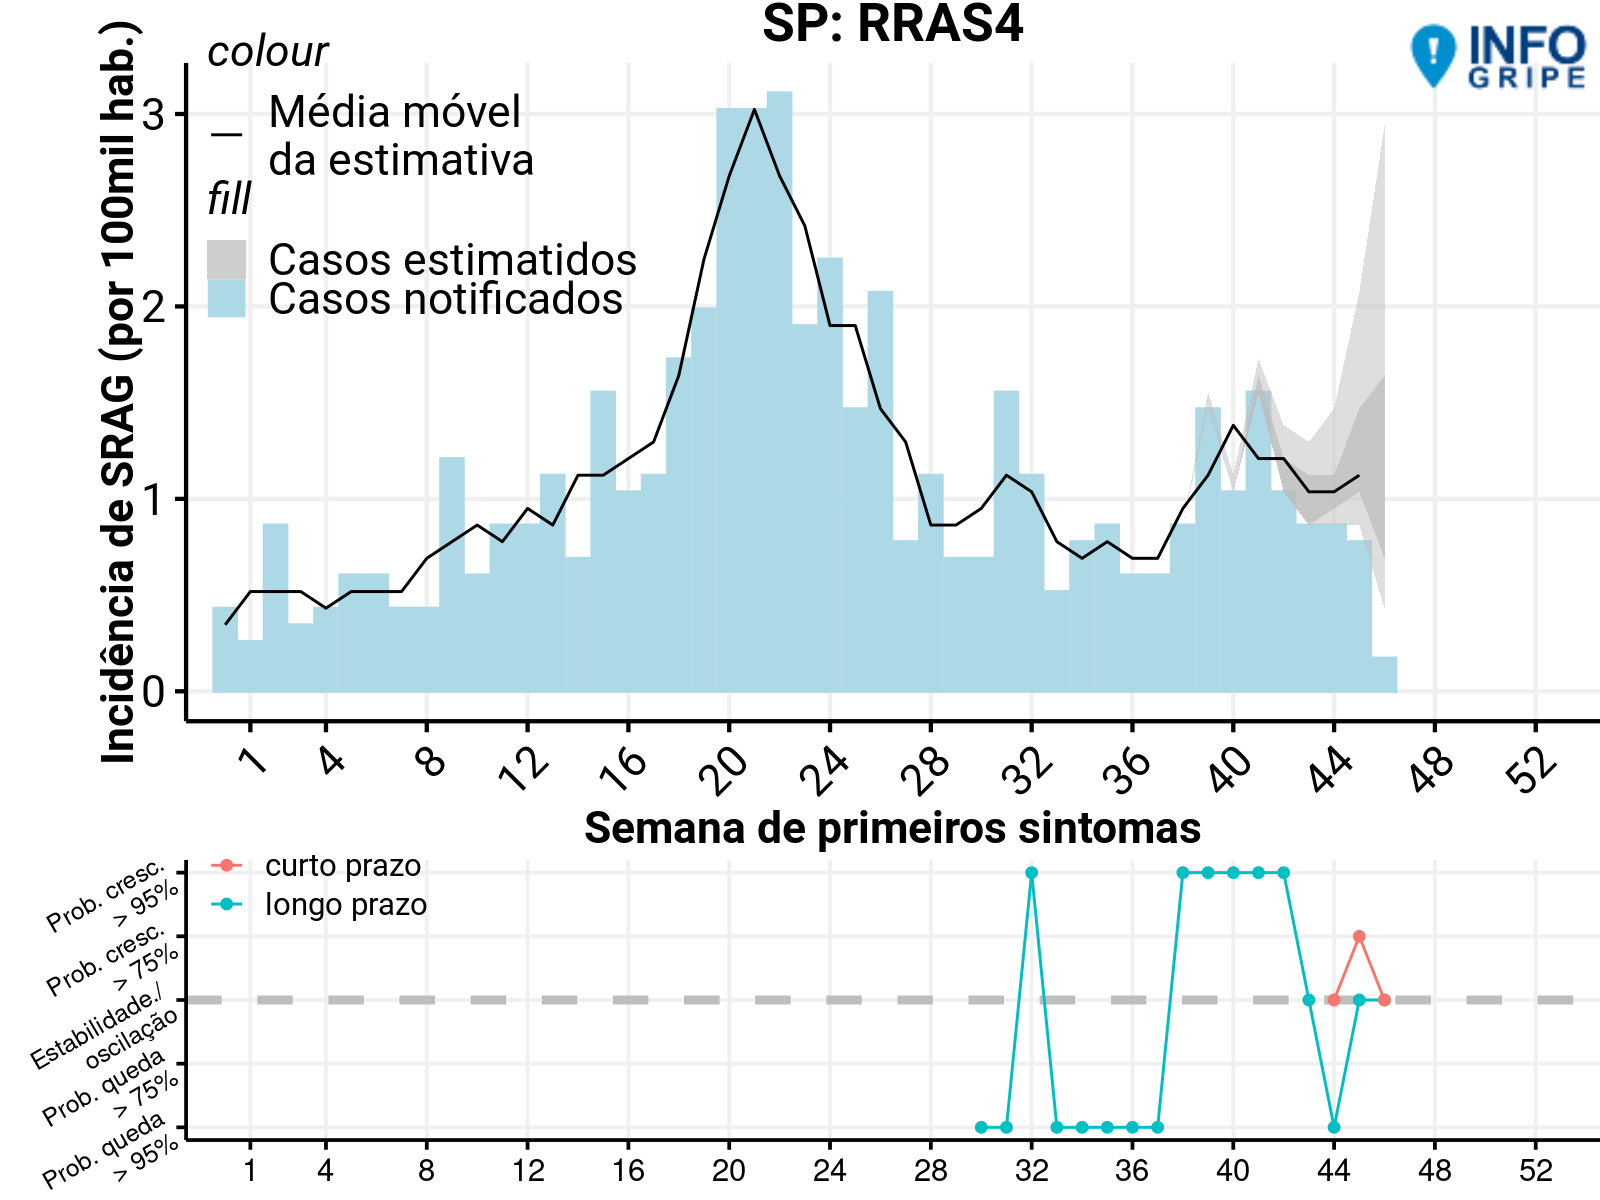 SP: RRAS4
INFO
GRIPE
colour
Média móvel
da estimativa
fill
Casos estimatidos
Casos notificados
Incidência de SRAG (por 100mil hab.)
3
2
1
0
1 4 8 12 16 20 24 28 32 36 40 44 48 52
Semana de primeiros sintomas
curto prazo
longo prazo
Prob. cresc.
> 95%
Prob. cresc.
> 75%
Estabilidade./
oscilação
Prob. queda
> 75%
Prob. queda
> 95%
1 4 8 12 16 20 24 28 32 36 40 44 48 52